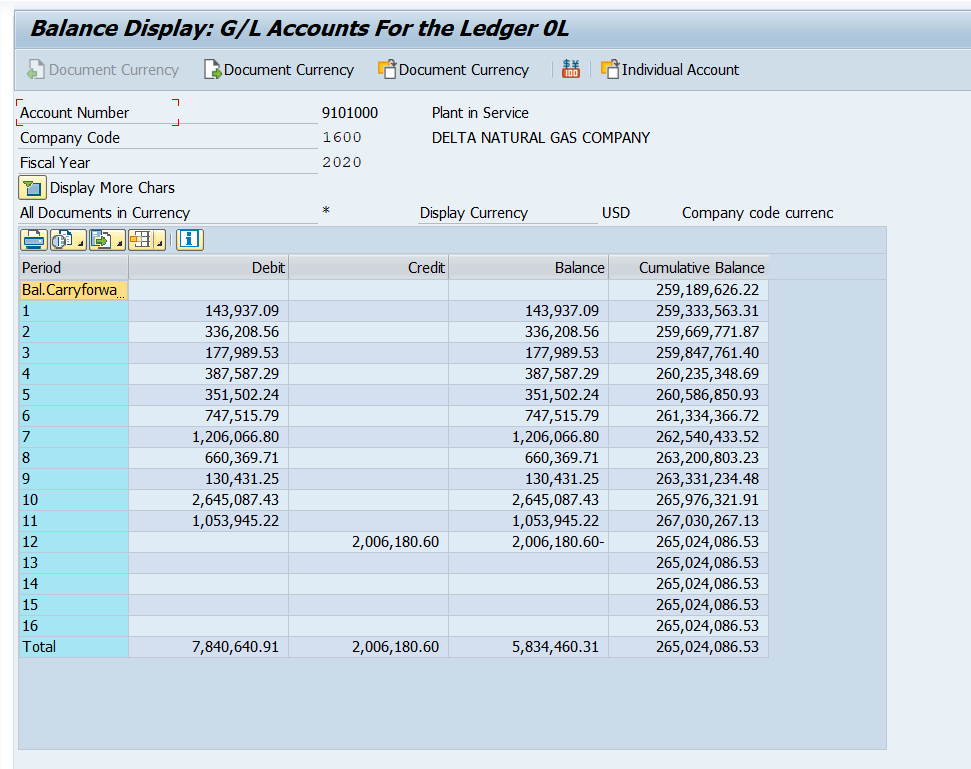 Balance Display: G/L Accounts For the Ledger 0L
Document Currency Document Currency Document Currency Individual Account
Account Number 9101000 Plant in Service
Company Code 1600 DELTA NATURAL GAS COMPANY
Fiscal Year 2020
Display More Chars
All Documents in Currency * Display Currency USD Company code currenc
Period Debit Credit Balance Cumulative Balance
Bal.Carryforwa... 259,189,626.22
1 143,937.09 143,937.09 259,333,563.31
2 336,208.56 336,208.56 259,669,771.87
3 177,989.53 177,989.53 259,847,761.40
4 387,587.29 387,587.29 260,235,348.69
5 351,502.24 351,502.24 260,586,850.93
6 747,515.79 747,515.79 261,334,366.72
7 1,206,066.80 1,206,066.80 262,540,433.52
8 660,369.71 660,369.71 263,200,803.23
9 130,431.25 130,431.25 263,331,234.48
10 2,645,087.43 2,645,087.43 265,976,321.91
11 1,053,945.22 1,053,945.22 267,030,267.13
12 2,006,180.60 2,006,180.60- 265,024,086.53
13 265,024,086.53
14 265,024,086.53
15 265,024,086.53
16 265,024,086.53
Total 7,840,640.91 2,006,180.60 5,834,460.31 265,024,086.53